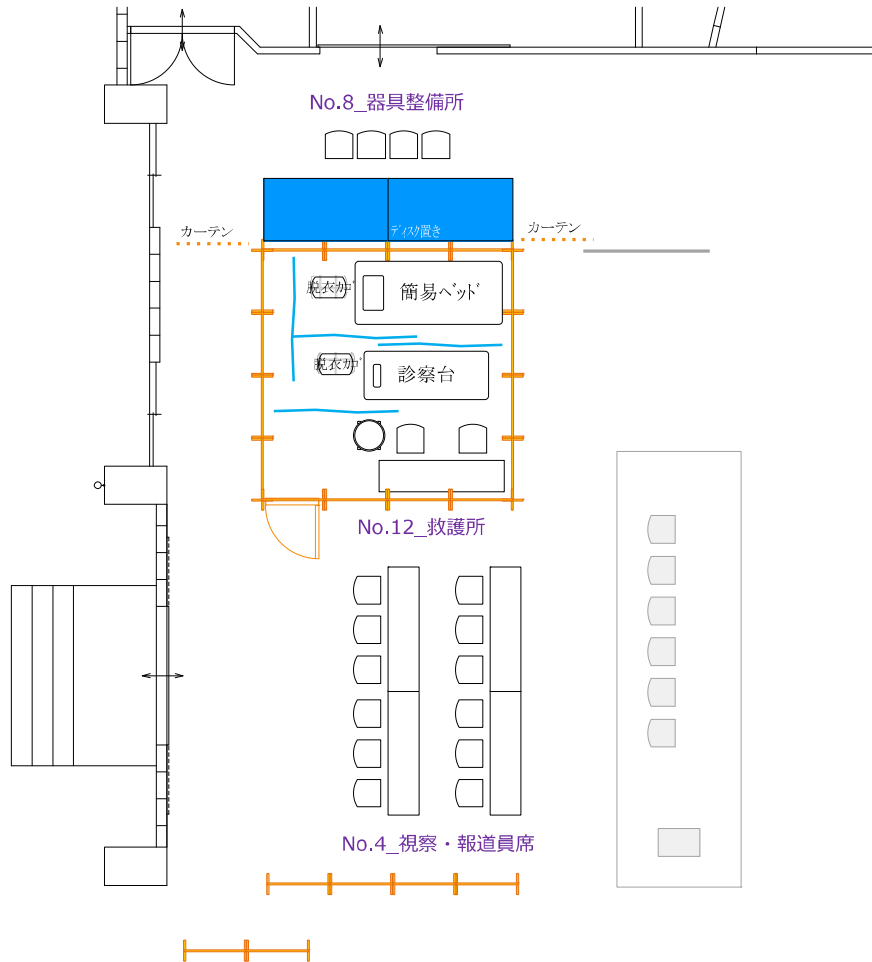 No.8_器具整備所
カーテン
ディスク置き
カーテン
脱衣カゴ
簡易ベッド
脱衣カゴ
診察台
No.12_救護所
No.4_視察・報道員席